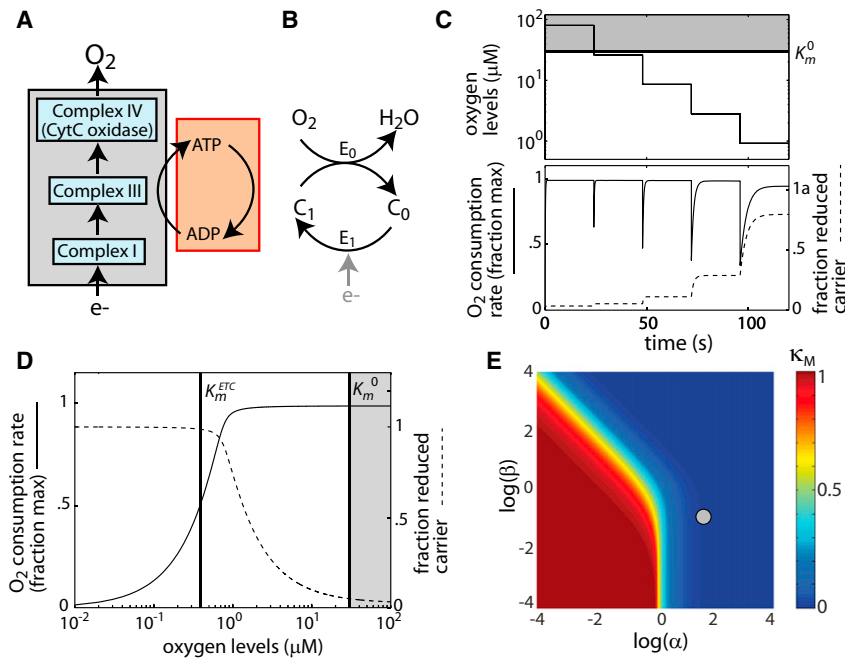 A
O2
Complex IV
(CytC oxidase)
Complex III
Complex I
e-
ATP
ADP
B
O2
H2O
E0
C1
C0
E1
e-
C
oxygen
levels (μM)
10^2
10^1
10^0
K_m^0
O2 consumption
rate (fraction max)
1
.5
0
1a
.5
0
fraction reduced
carrier
0
50
100
time (s)
D
O2 consumption rate
(fraction max)
1
.5
0
K_m^ETC
K_m^0
1
.5
0
fraction reduced
carrier
10^-2
10^-1
10^0
10^1
10^2
oxygen levels (μM)
E
log(β)
4
2
0
-2
-4
-4
-2
0
2
4
log(α)
κM
1
0.5
0